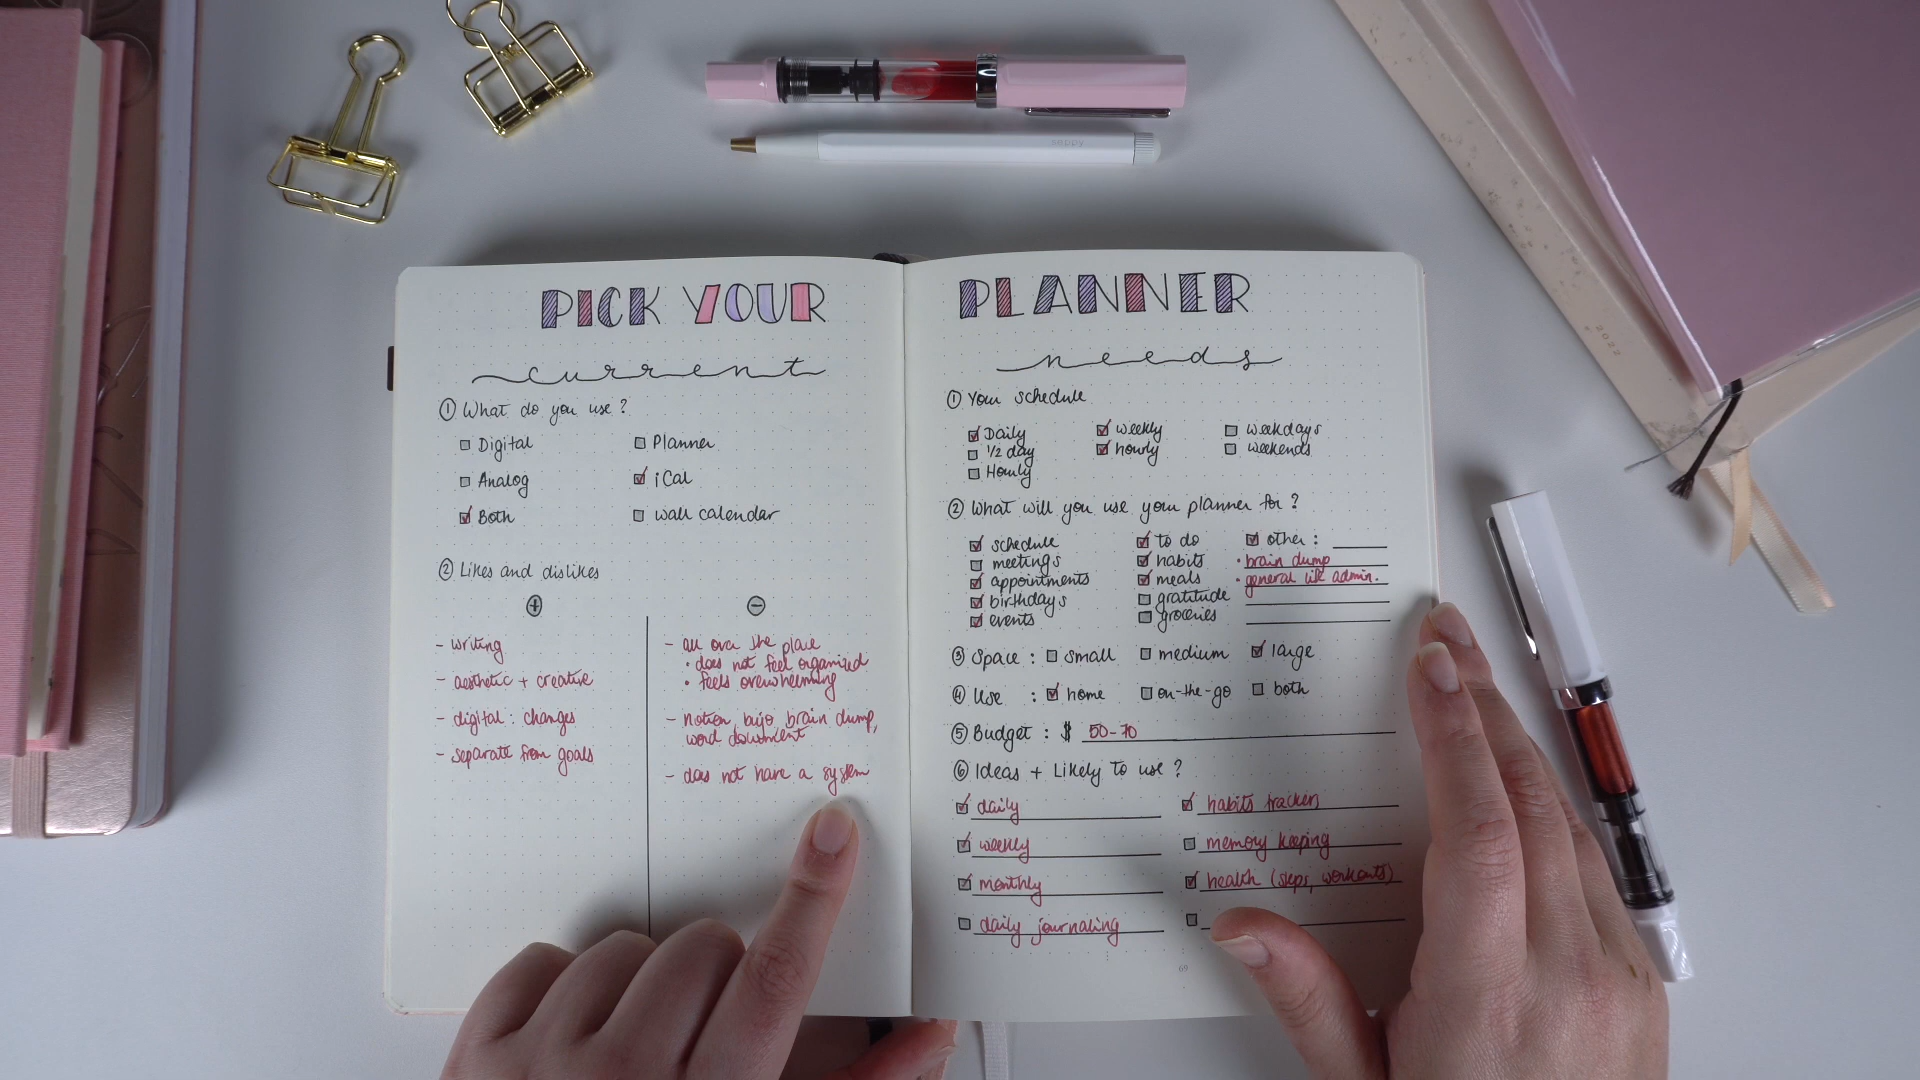 sappy
2022
PICK YOUR
current
① What do you use ?
Digital
Planner
Analog
iCal
Both
wall calendar
② Likes and dislikes
+
-
- writing
- aesthetic + creative
- digital : changes
- separate from goals
- all over the place
• does not feel organized
• feels overwhelming
- notion, bujo brain dump,
word document
- does not have a system
PLANNER
needs
① Your schedule
Daily
weekly
weekdays
1/2 day
hourly
weekends
Hourly
② What will you use your planner for ?
schedule
to do
other :
meetings
habits
• brain dump
appointments
meals
• general life admin.
birthdays
gratitude
events
groceries
③ Space : small medium large
④ Use : home on-the-go both
⑤ Budget : $ 50-70
⑥ Ideas + Likely to use ?
daily
habits tracker
weekly
memory keeping
monthly
health (steps, workouts)
daily journaling
69